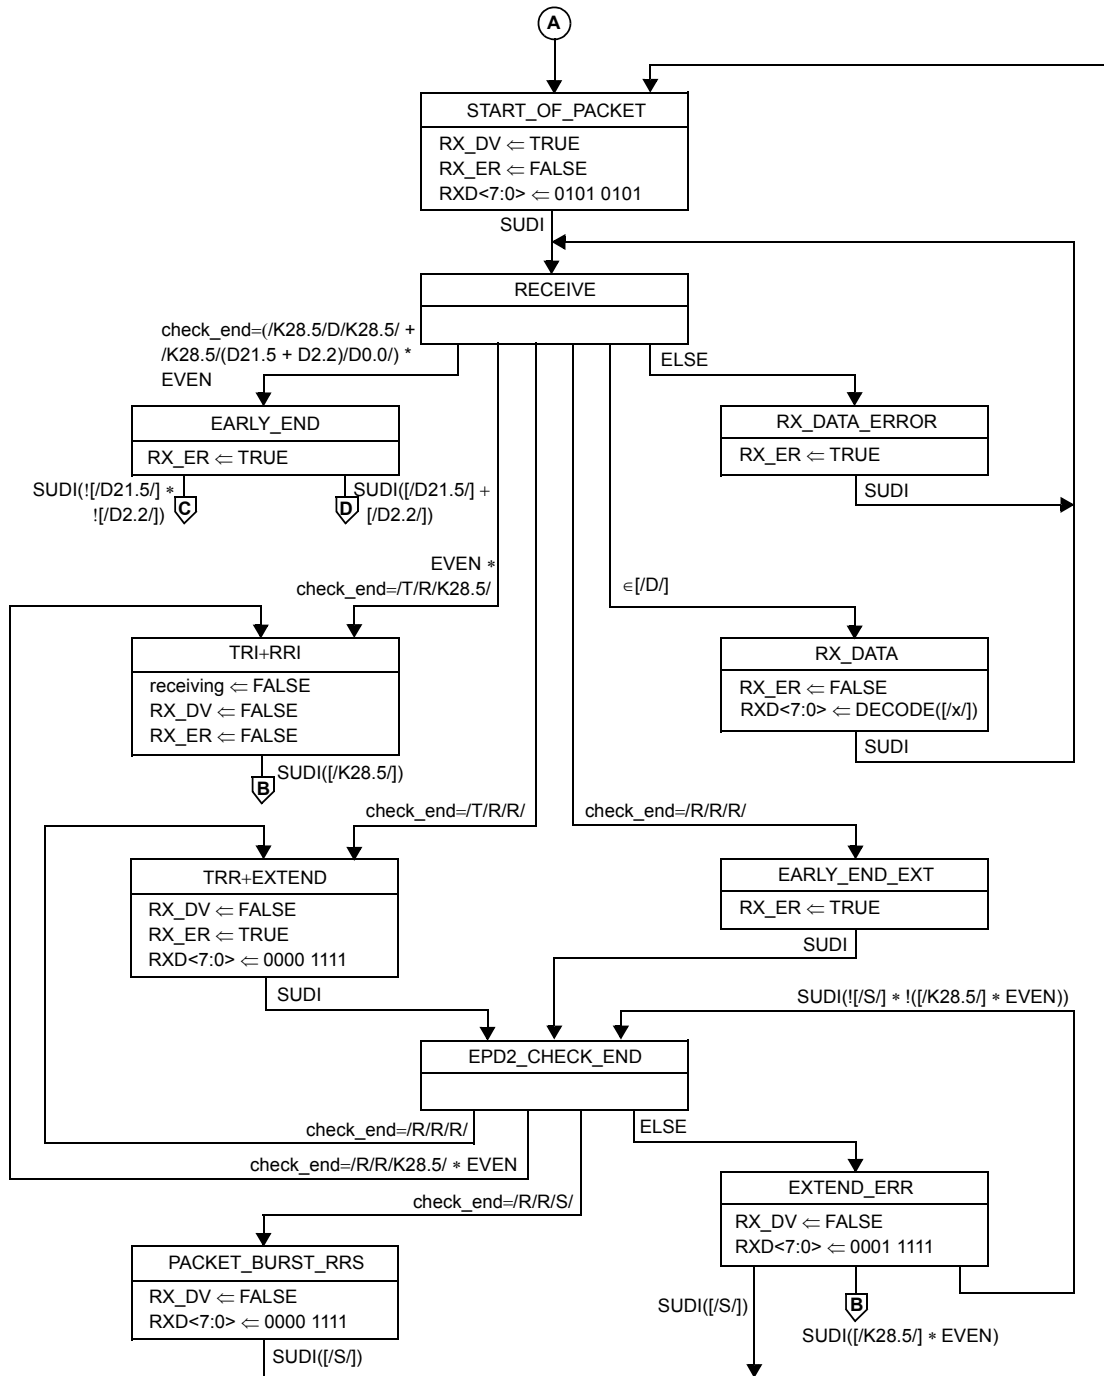 A
START_OF_PACKET
RX_DV ⇐ TRUE
RX_ER ⇐ FALSE
RXD<7:0> ⇐ 0101 0101
SUDI
RECEIVE
check_end=(/K28.5/D/K28.5/ +
/K28.5/(D21.5 + D2.2)/D0.0/) *
EVEN
ELSE
EARLY_END
RX_ER ⇐ TRUE
RX_DATA_ERROR
RX_ER ⇐ TRUE
SUDI(![/D21.5/] *
![/D2.2/])
C
D
SUDI([/D21.5/] +
[/D2.2/])
SUDI
EVEN *
check_end=/T/R/K28.5/
∈[/D/]
TRI+RRI
receiving ⇐ FALSE
RX_DV ⇐ FALSE
RX_ER ⇐ FALSE
RX_DATA
RX_ER ⇐ FALSE
RXD<7:0> ⇐ DECODE([/x/])
SUDI
SUDI([/K28.5/])
B
check_end=/T/R/R/
check_end=/R/R/R/
TRR+EXTEND
RX_DV ⇐ FALSE
RX_ER ⇐ TRUE
RXD<7:0> ⇐ 0000 1111
SUDI
EARLY_END_EXT
RX_ER ⇐ TRUE
SUDI
SUDI(![/S/] * !([/K28.5/] * EVEN))
EPD2_CHECK_END
check_end=/R/R/R/
ELSE
check_end=/R/R/K28.5/ * EVEN
check_end=/R/R/S/
EXTEND_ERR
RX_DV ⇐ FALSE
RXD<7:0> ⇐ 0001 1111
PACKET_BURST_RRS
RX_DV ⇐ FALSE
RXD<7:0> ⇐ 0000 1111
SUDI([/S/])
SUDI([/S/])
B
SUDI([/K28.5/] * EVEN)